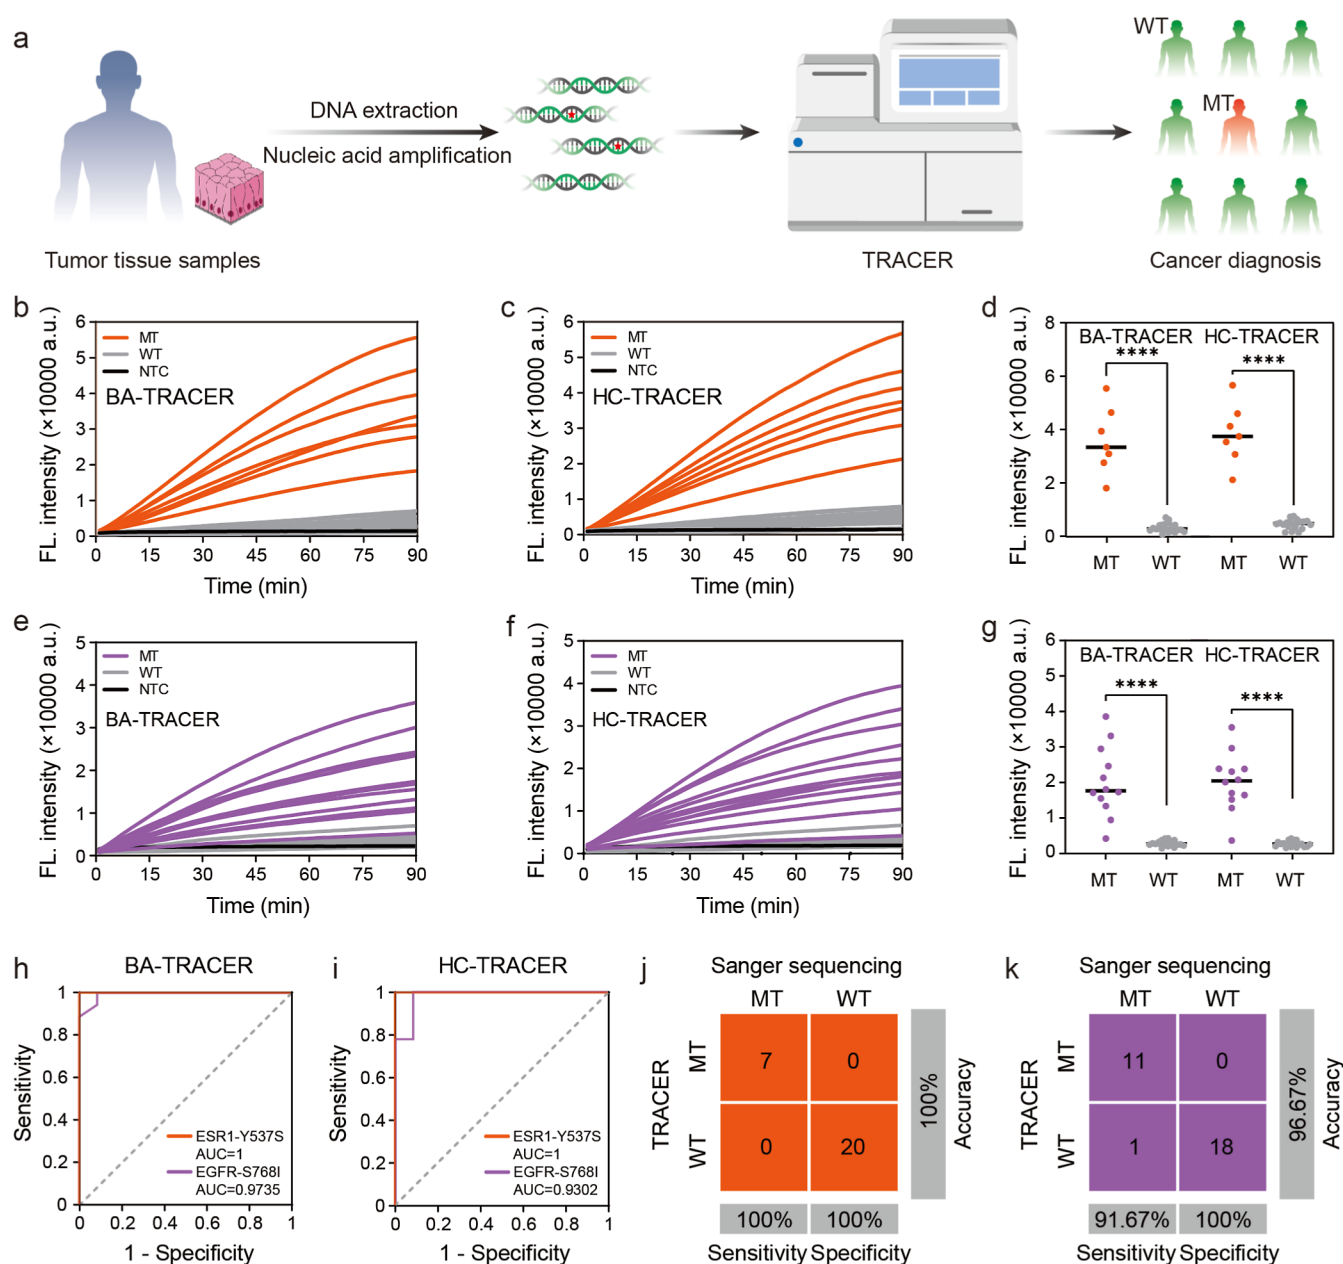 a
WT
MT
DNA extraction
Nucleic acid amplification
Tumor tissue samples
TRACER
Cancer diagnosis
b
FL. intensity (×10000 a.u.)
6
5
4
3
2
1
0
MT
WT
NTC
BA-TRACER
0 15 30 45 60 75 90
Time (min)
c
FL. intensity (×10000 a.u.)
6
5
4
3
2
1
0
MT
WT
NTC
HC-TRACER
0 15 30 45 60 75 90
Time (min)
d
FL. intensity (×10000 a.u.)
8
6
4
2
0
BA-TRACER HC-TRACER
**** ****
MT WT MT WT
e
FL. intensity (×10000 a.u.)
5
4
3
2
1
0
MT
WT
NTC
BA-TRACER
0 15 30 45 60 75 90
Time (min)
f
FL. intensity (×10000 a.u.)
5
4
3
2
1
0
MT
WT
NTC
HC-TRACER
0 15 30 45 60 75 90
Time (min)
g
FL. intensity (×10000 a.u.)
6
5
4
3
2
1
0
BA-TRACER HC-TRACER
**** ****
MT WT MT WT
h
BA-TRACER
Sensitivity
1
0.8
0.6
0.4
0.2
0
ESR1-Y537S
AUC=1
EGFR-S768I
AUC=0.9735
0 0.2 0.4 0.6 0.8 1
1 - Specificity
i
HC-TRACER
Sensitivity
1
0.8
0.6
0.4
0.2
0
ESR1-Y537S
AUC=1
EGFR-S768I
AUC=0.9302
0 0.2 0.4 0.6 0.8 1
1 - Specificity
j
Sanger sequencing
MT WT
TRACER
MT
7 0
WT
0 20
100%
Accuracy
100% 100%
Sensitivity Specificity
k
Sanger sequencing
MT WT
TRACER
MT
11 0
WT
1 18
96.67%
Accuracy
91.67% 100%
Sensitivity Specificity